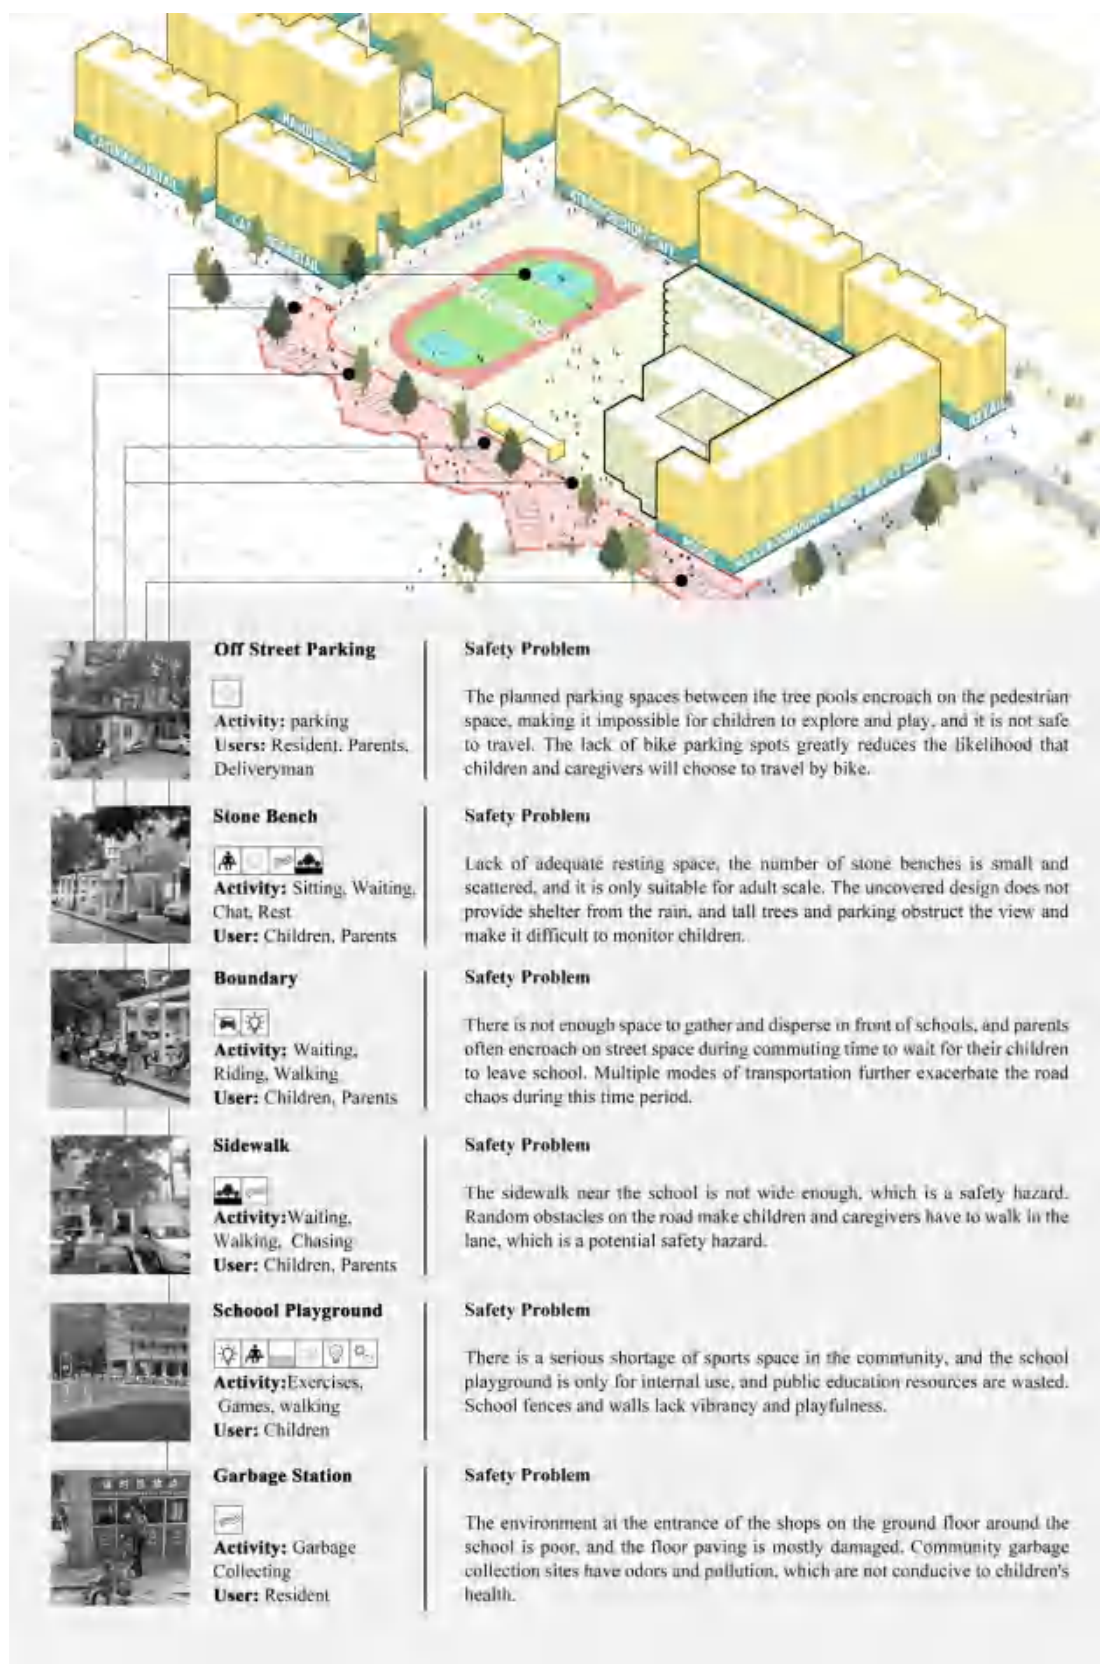 RETAIL
Off Street Parking
Activity: parking
Users: Resident, Parents,
Deliveryman
Safety Problem
The planned parking spaces between the tree pools encroach on the pedestrian
space, making it impossible for children to explore and play, and it is not safe
to travel. The lack of bike parking spots greatly reduces the likelihood that
children and caregivers will choose to travel by bike.
Stone Bench
Activity: Sitting, Waiting,
Chat, Rest
User: Children, Parents
Safety Problem
Lack of adequate resting space, the number of stone benches is small and
scattered, and it is only suitable for adult scale. The uncovered design does not
provide shelter from the rain, and tall trees and parking obstruct the view and
make it difficult to monitor children.
Boundary
Activity: Waiting,
Riding, Walking
User: Children, Parents
Safety Problem
There is not enough space to gather and disperse in front of schools, and parents
often encroach on street space during commuting time to wait for their children
to leave school. Multiple modes of transportation further exacerbate the road
chaos during this time period.
Sidewalk
Activity:Waiting,
Walking, Chasing
User: Children, Parents
Safety Problem
The sidewalk near the school is not wide enough, which is a safety hazard.
Random obstacles on the road make children and caregivers have to walk in the
lane, which is a potential safety hazard.
Schoool Playground
Activity:Exercises,
Games, walking
User: Children
Safety Problem
There is a serious shortage of sports space in the community, and the school
playground is only for internal use, and public education resources are wasted.
School fences and walls lack vibrancy and playfulness.
Garbage Station
Activity: Garbage
Collecting
User: Resident
Safety Problem
The environment at the entrance of the shops on the ground floor around the
school is poor, and the floor paving is mostly damaged. Community garbage
collection sites have odors and pollution, which are not conducive to children's
health.